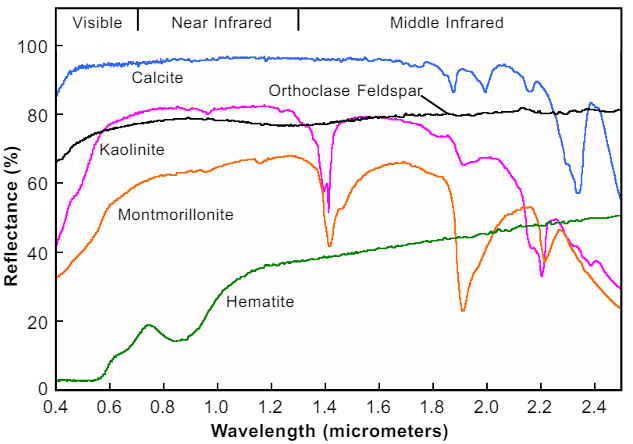 Visible Near Infrared Middle Infrared
100
Calcite
Orthoclase Feldspar
80
Kaolinite
60
Montmorillonite
40
Hematite
20
0
Reflectance (%)
0.4 0.6 0.8 1.0 1.2 1.4 1.6 1.8 2.0 2.2 2.4
Wavelength (micrometers)